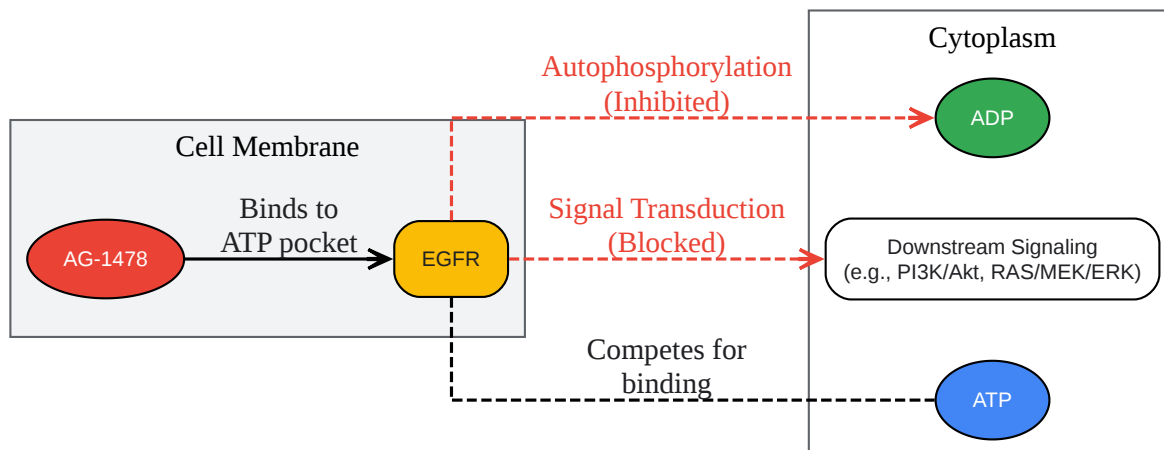 Cytoplasm
Autophosphorylation
(Inhibited)
ADP
Cell Membrane
Binds to
ATP pocket
AG-1478
EGFR
Signal Transduction
(Blocked)
Downstream Signaling
(e.g., PI3K/Akt, RAS/MEK/ERK)
Competes for
binding
ATP